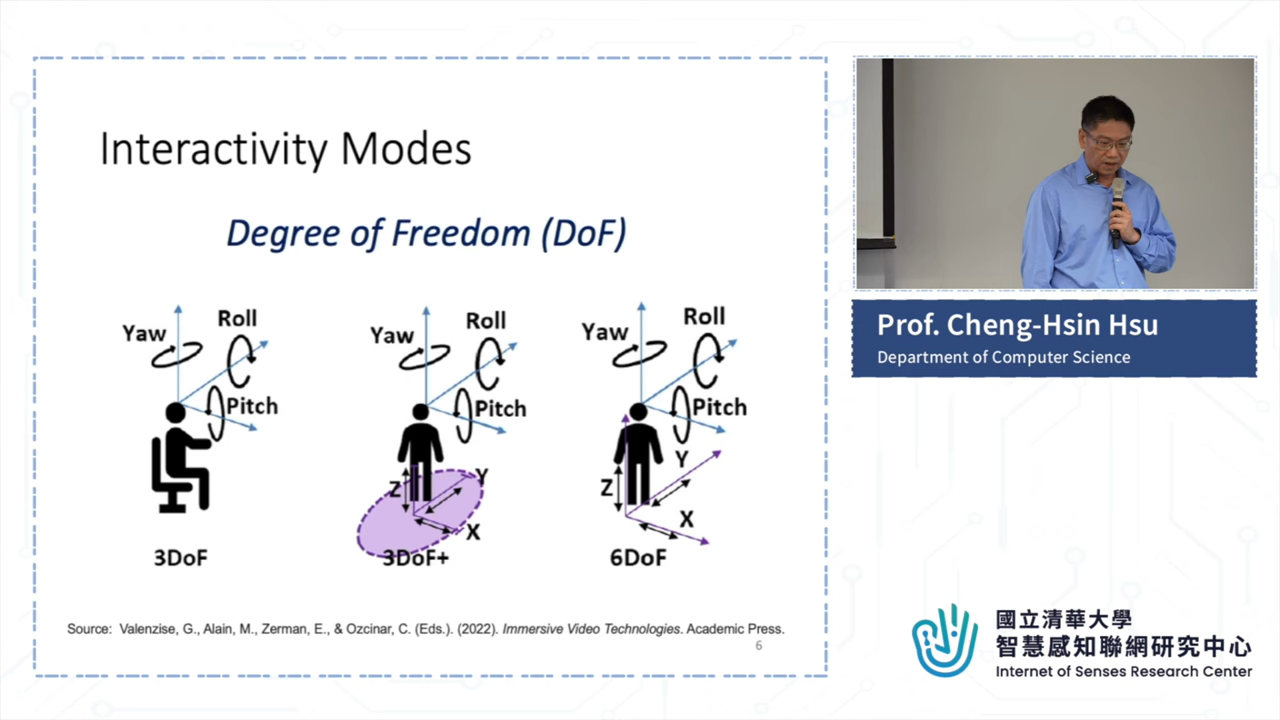 Interactivity Modes
Degree of Freedom (DoF)
Yaw
Roll
Pitch
3DoF
Yaw
Roll
Pitch
Z
Y
X
3DoF+
Yaw
Roll
Pitch
Z
Y
X
6DoF
Source: Valenzise, G., Alain, M., Zerman, E., & Ozcinar, C. (Eds.). (2022). Immersive Video Technologies. Academic Press.
6
Prof. Cheng-Hsin Hsu
Department of Computer Science
國立清華大學
智慧感知聯網研究中心
Internet of Senses Research Center